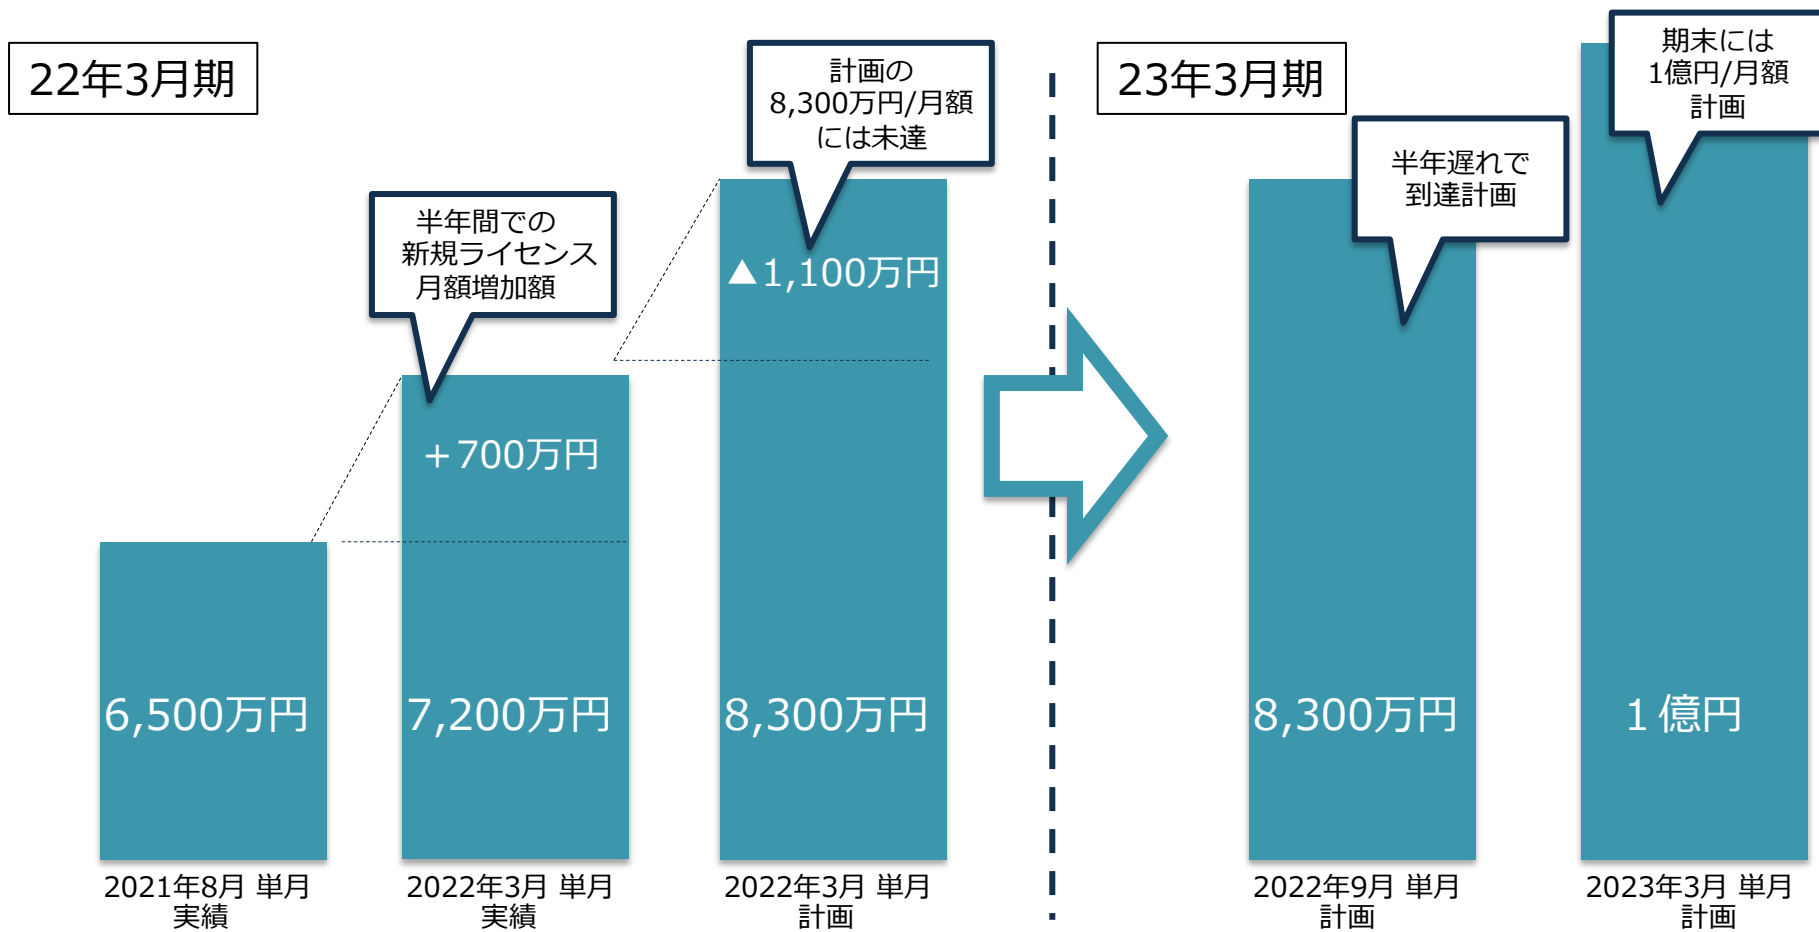 22年3月期
半年間での
新規ライセンス
月額増加額
計画の
8,300万円/月額
には未達
+700万円
▲1,100万円
6,500万円
7,200万円
8,300万円
2021年8月 単月
実績
2022年3月 単月
実績
2022年3月 単月
計画
23年3月期
半年遅れで
到達計画
期末には
1億円/月額
計画
8,300万円
1億円
2022年9月 単月
計画
2023年3月 単月
計画